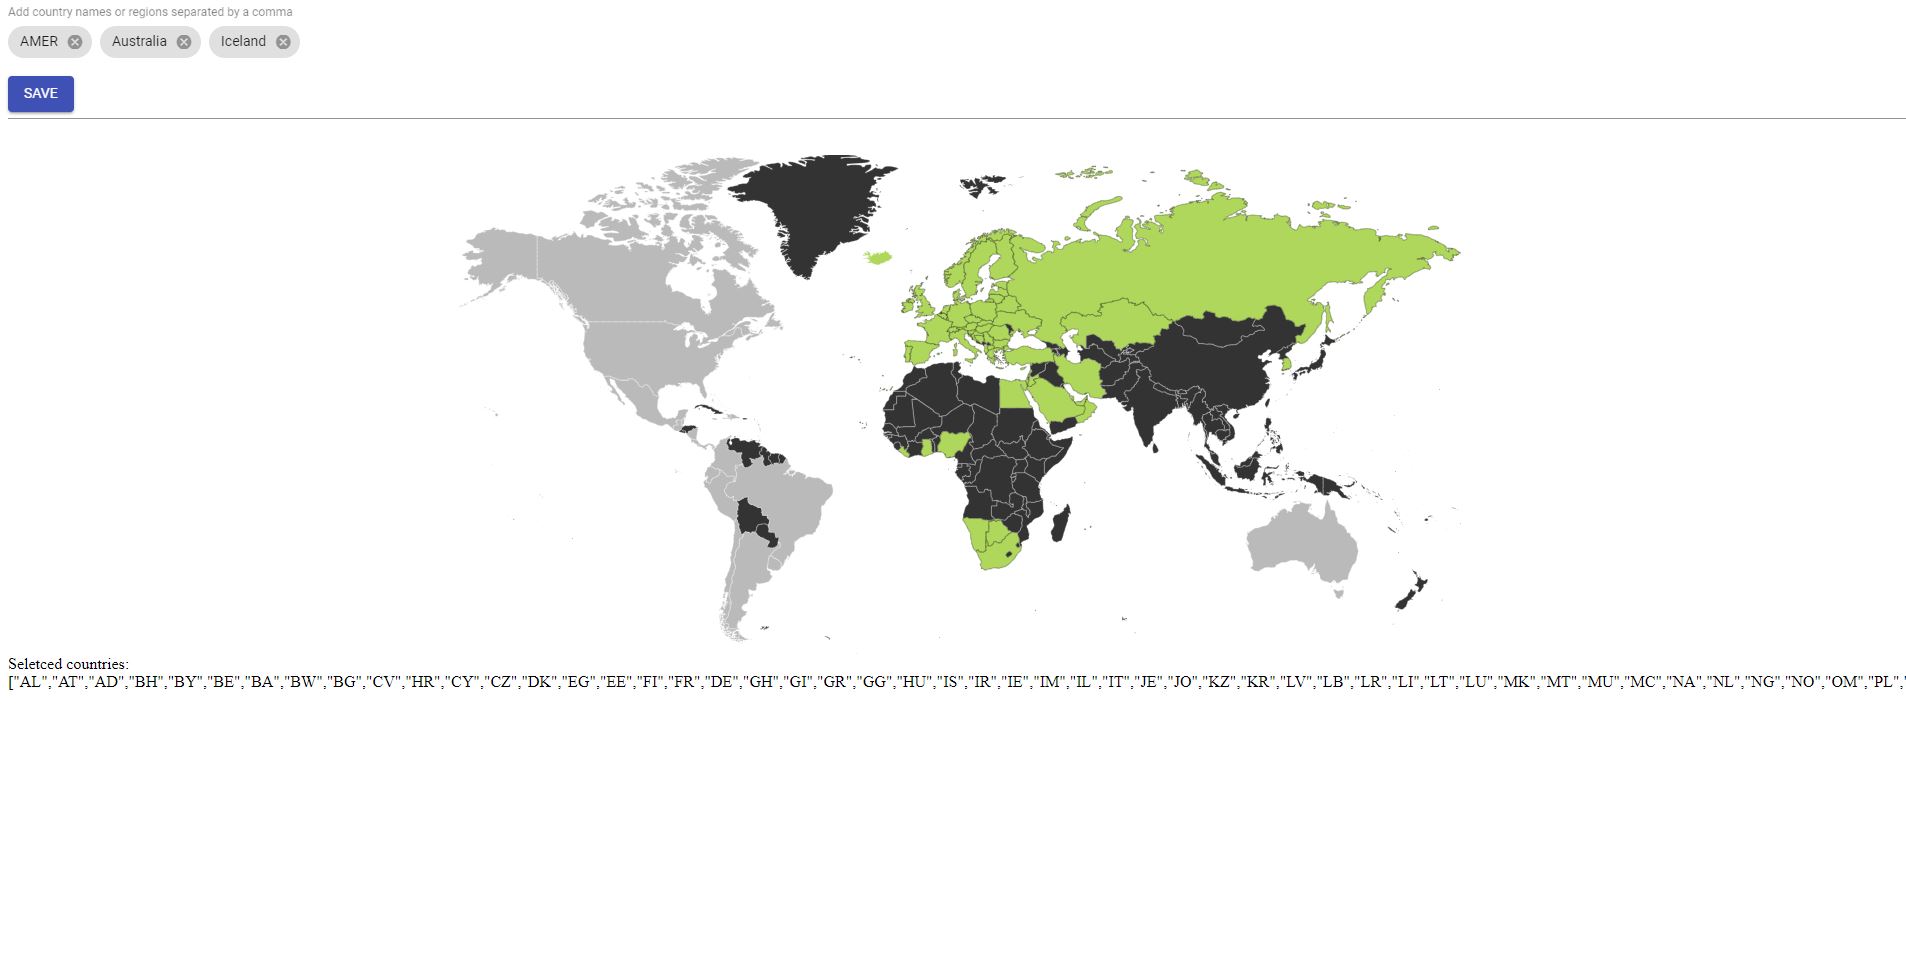 Add country names or regions separated by a comma
AMER Australia Iceland
SAVE
Seletced countries:
["AL","AT","AD","BH","BY","BE","BA","BW","BG","CV","HR","CY","CZ","DK","EG","EE","FI","FR","DE","GH","GI","GR","GG","HU","IS","IR","IE","IM","IL","IT","JE","JO","KZ","KR","LV","LB","LR","LI","LT","LU","MK","MT","MU","MC","NA","NL","NG","NO","OM","PL","